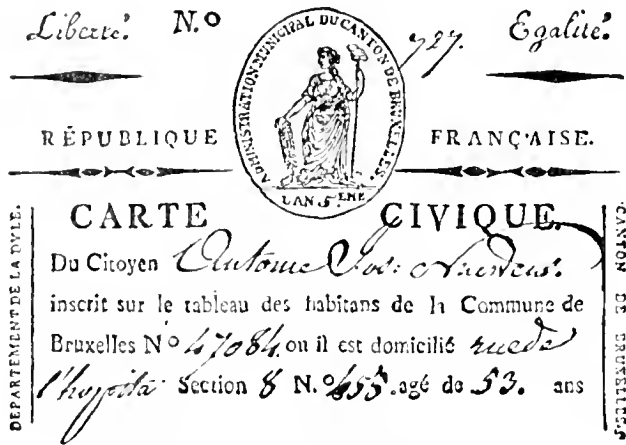 Liberté. N.o 727. Egalité.
ADMINISTRATION MUNICIPAL DU CANTON DE BRUXELLES.
L'AN 5.EME
RÉPUBLIQUE FRANÇAISE.
CARTE CIVIQUE.
DEPARTEMENT DE LA DYLE.
Du Citoyen Antoine Jos:
inscrit sur le tableau des habitans de la Commune de
Bruxelles No 47084. ou il est domicilié rue de
l'hopital Section 8 N.o 455. agé de 53. ans
CANTON DE BRUXELLES.